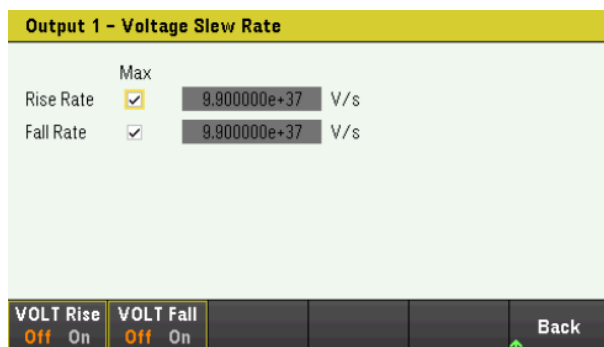 Output 1 – Voltage Slew Rate
Max
Rise Rate 9.900000e+37 V/s
Fall Rate 9.900000e+37 V/s
VOLT Rise VOLT Fall
Off On Off On Back